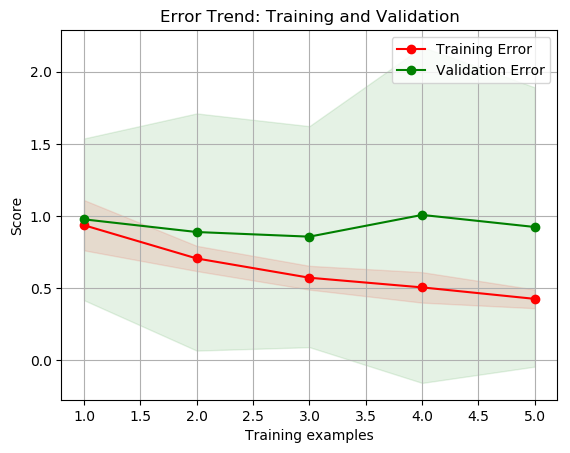 Error Trend: Training and Validation
Training Error
Validation Error
Score
2.0
1.5
1.0
0.5
0.0
1.0 1.5 2.0 2.5 3.0 3.5 4.0 4.5 5.0
Training examples